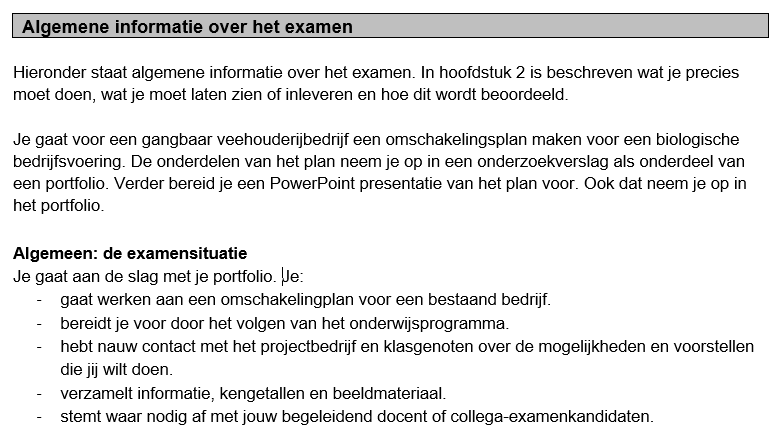 Algemene informatie over het examen
Hieronder staat algemene informatie over het examen. In hoofdstuk 2 is beschreven wat je precies
moet doen, wat je moet laten zien of inleveren en hoe dit wordt beoordeeld.
Je gaat voor een gangbaar veehouderijbedrijf een omschakelingsplan maken voor een biologische
bedrijfsvoering. De onderdelen van het plan neem je op in een onderzoekverslag als onderdeel van
een portfolio. Verder bereid je een PowerPoint presentatie van het plan voor. Ook dat neem je op in
het portfolio.
Algemeen: de examensituatie
Je gaat aan de slag met je portfolio. Je:
- gaat werken aan een omschakelingplan voor een bestaand bedrijf.
- bereidt je voor door het volgen van het onderwijsprogramma.
- hebt nauw contact met het projectbedrijf en klasgenoten over de mogelijkheden en voorstellen
die jij wilt doen.
- verzamelt informatie, kengetallen en beeldmateriaal.
- stemt waar nodig af met jouw begeleidend docent of collega-examenkandidaten.